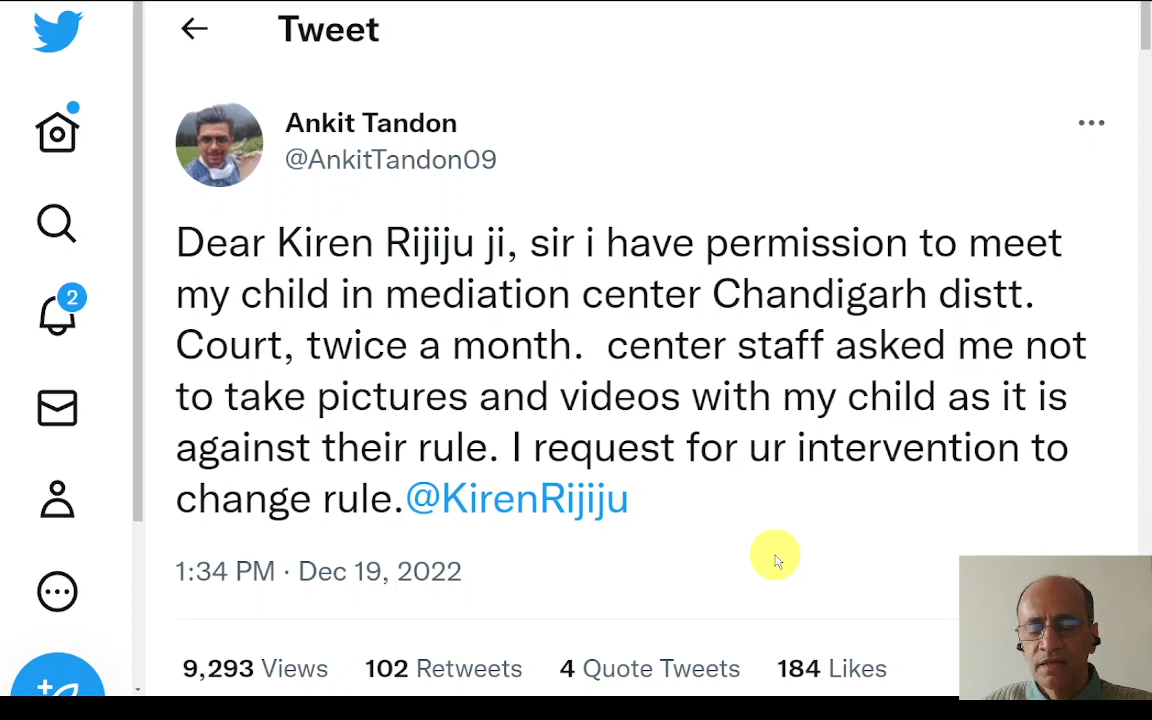 Tweet
Ankit Tandon
@AnkitTandon09
Dear Kiren Rijiju ji, sir i have permission to meet
my child in mediation center Chandigarh distt.
Court, twice a month.  center staff asked me not
to take pictures and videos with my child as it is
against their rule. I request for ur intervention to
change rule.@KirenRijiju
2
1:34 PM · Dec 19, 2022
9,293 Views 102 Retweets 4 Quote Tweets 184 Likes